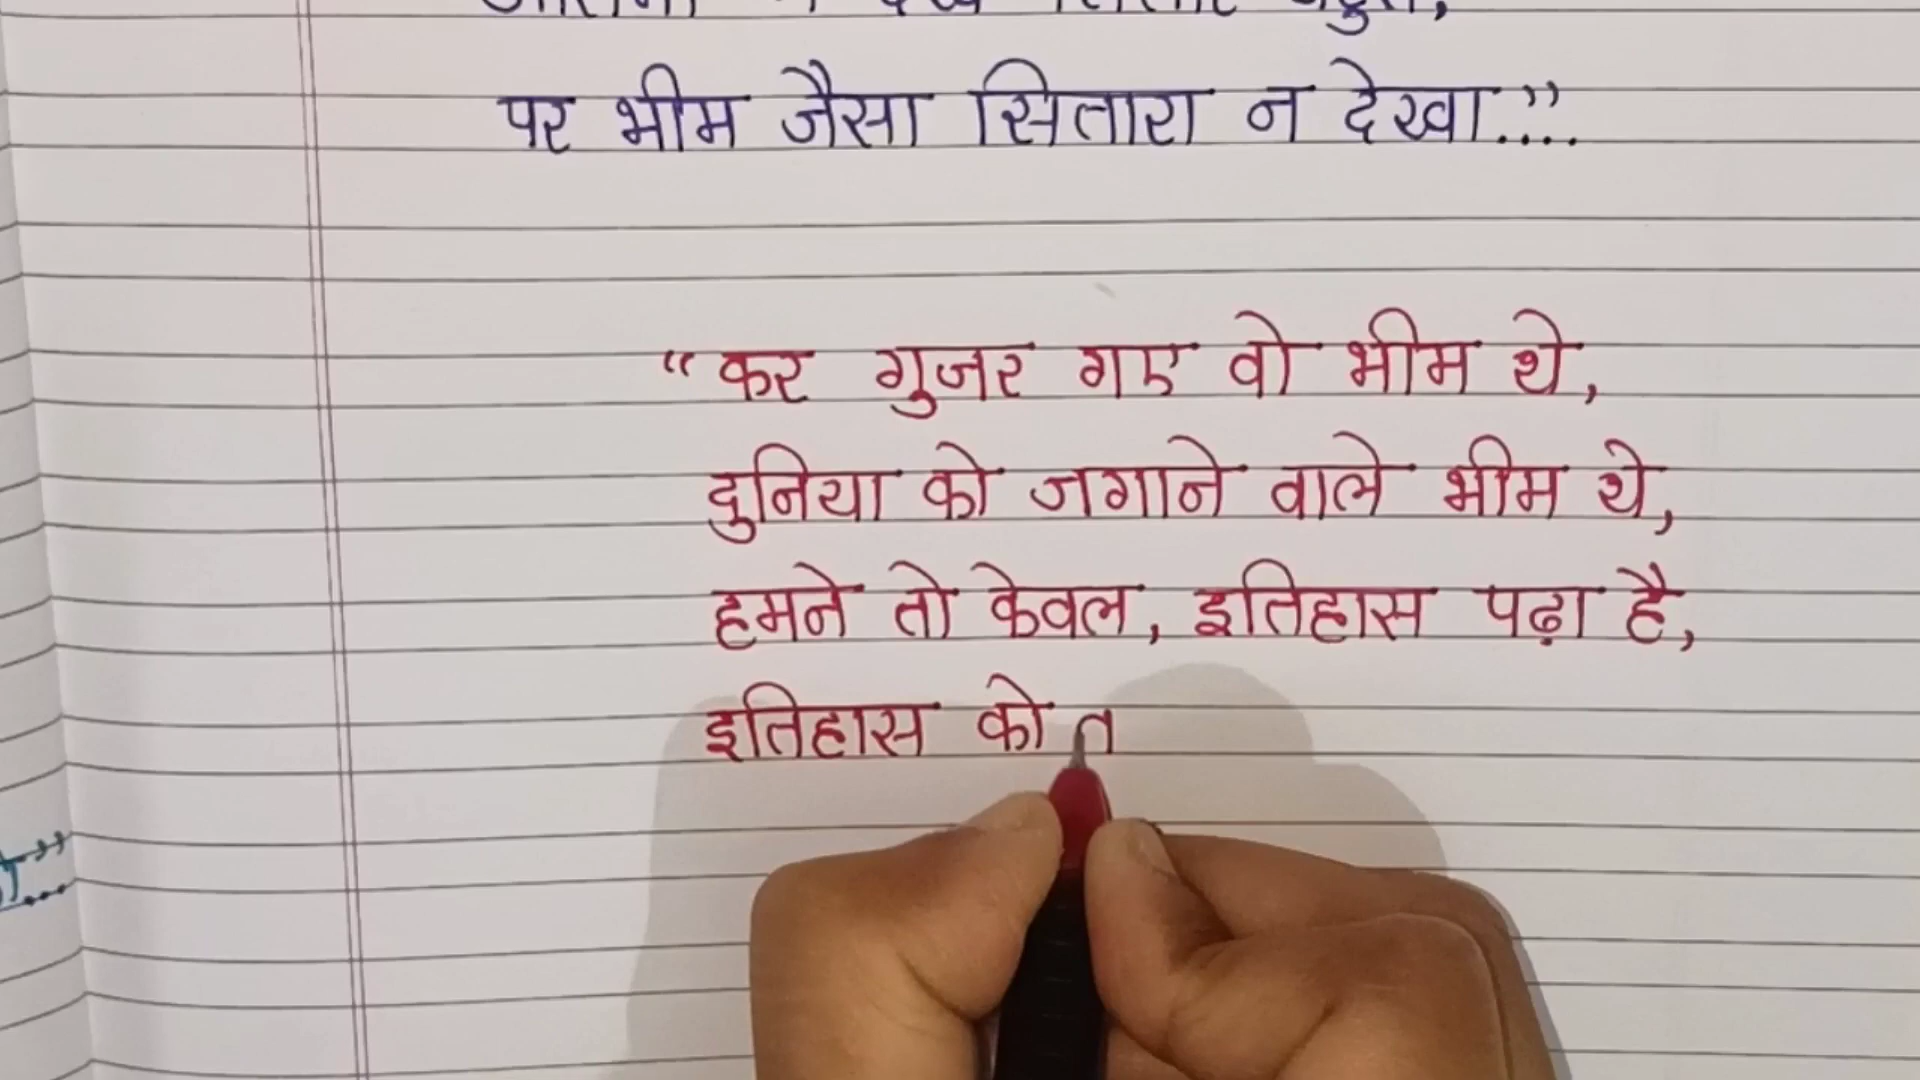 पर भीम जैसा सितारा न देखा....”
“कर गुजर गए वो भीम थे,
दुनिया को जगाने वाले भीम थे,
हमने तो केवल, इतिहास पढ़ा है,
इतिहास को